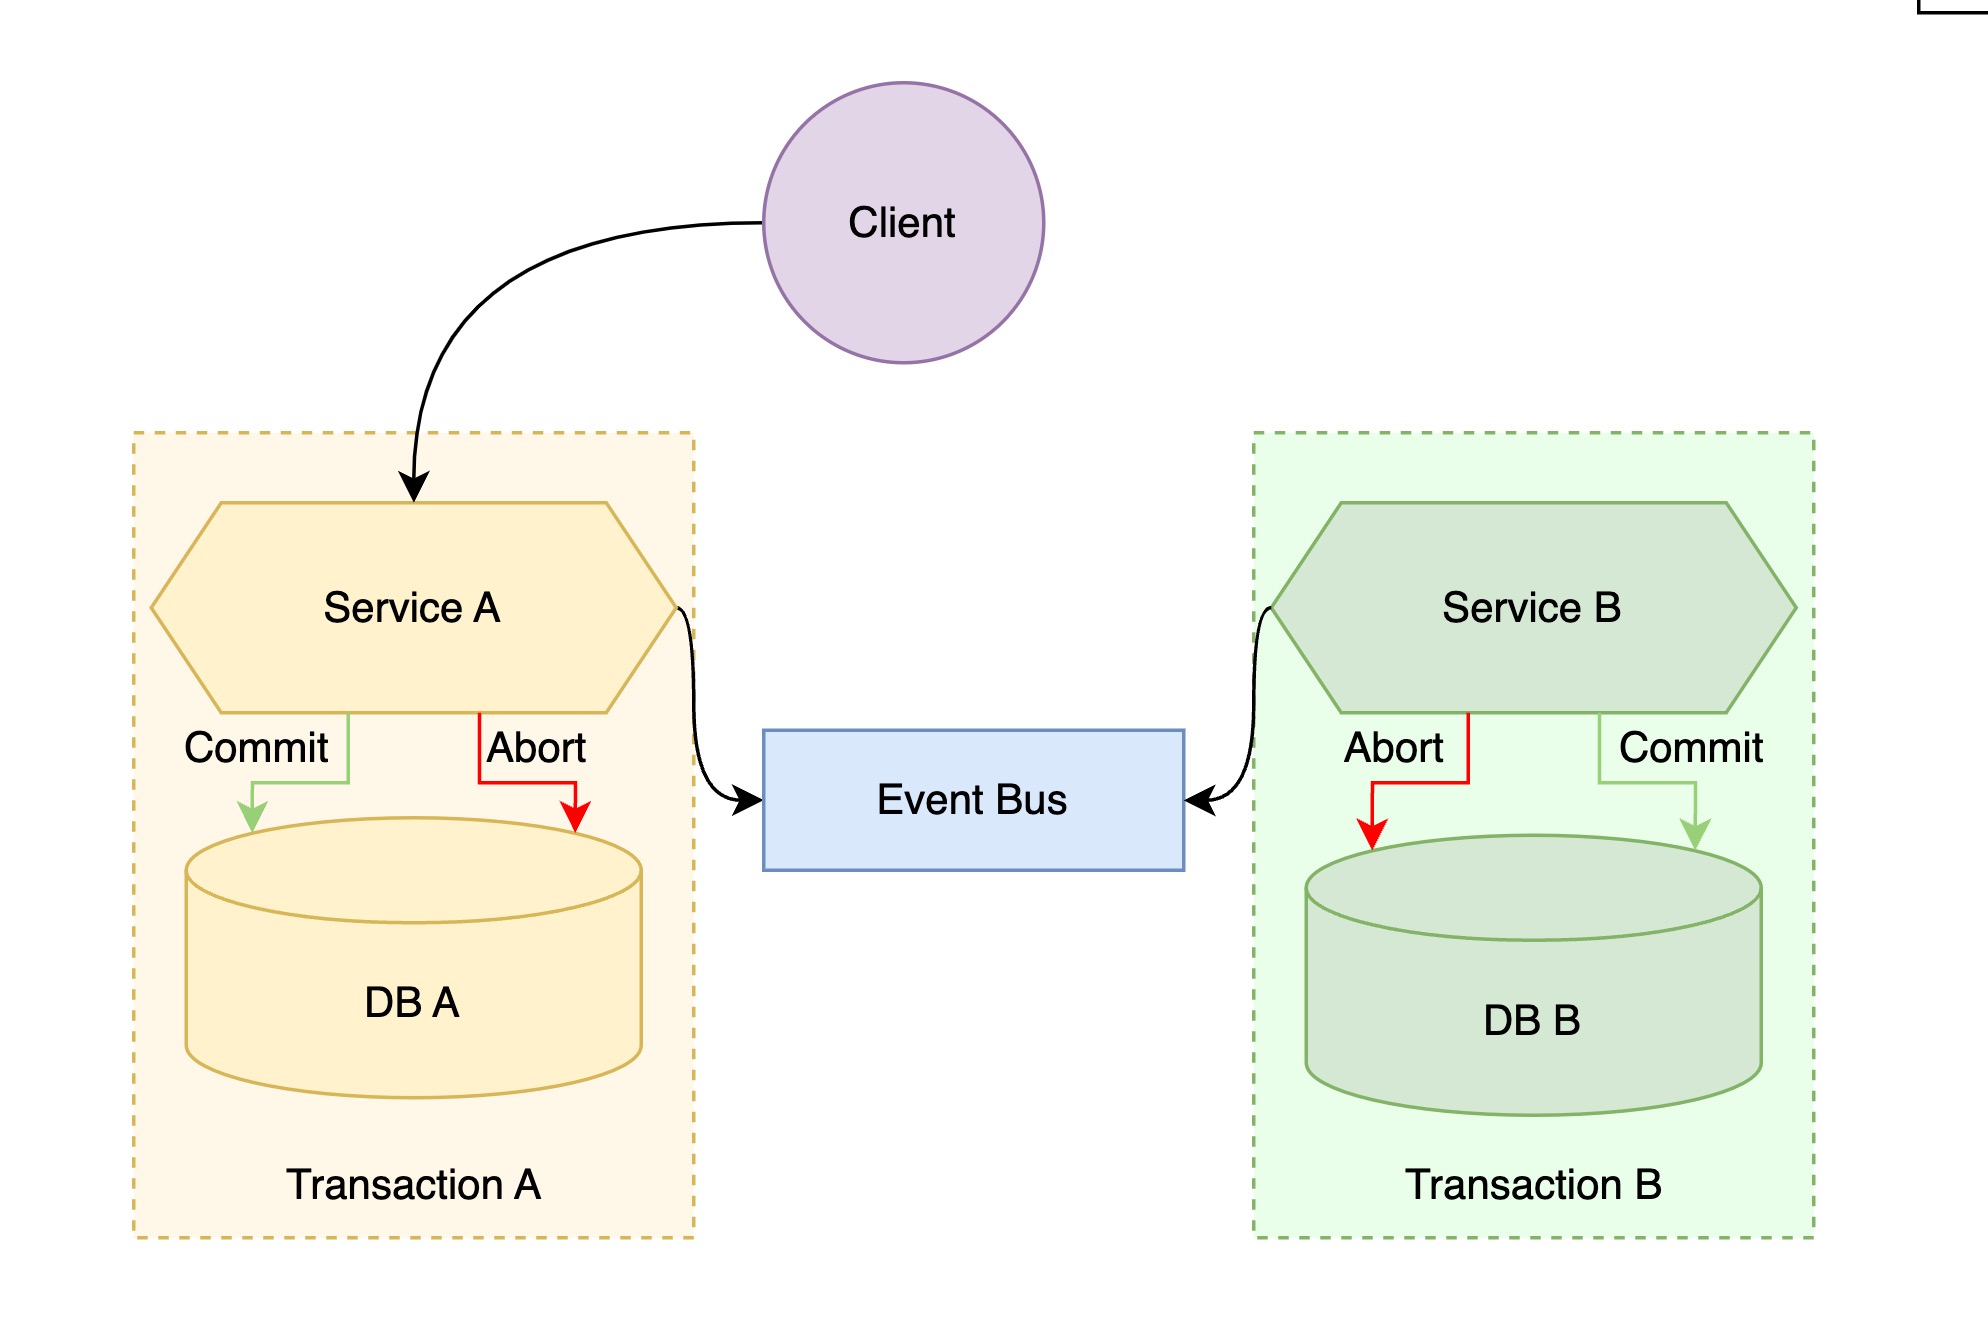 Client
Service A
Service B
Commit
Abort
Abort
Commit
Event Bus
DB A
DB B
Transaction A
Transaction B